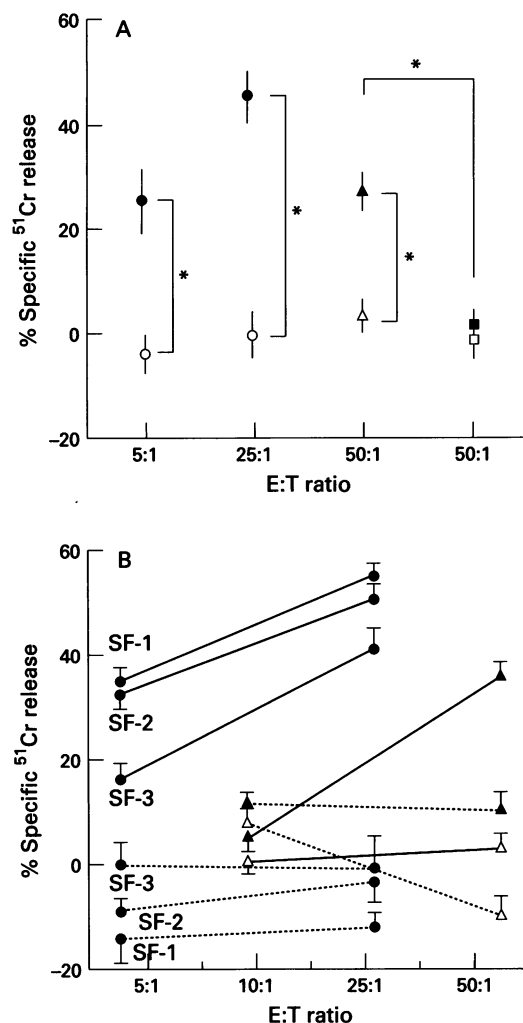 A
60
40
20
0
−20
% Specific ⁵¹Cr release
*
*
*
*
5:1 25:1 50:1 50:1
E:T ratio
B
60
40
20
0
−20
% Specific ⁵¹Cr release
SF-1
SF-2
SF-3
SF-3
SF-2
SF-1
5:1 10:1 25:1 50:1
E:T ratio